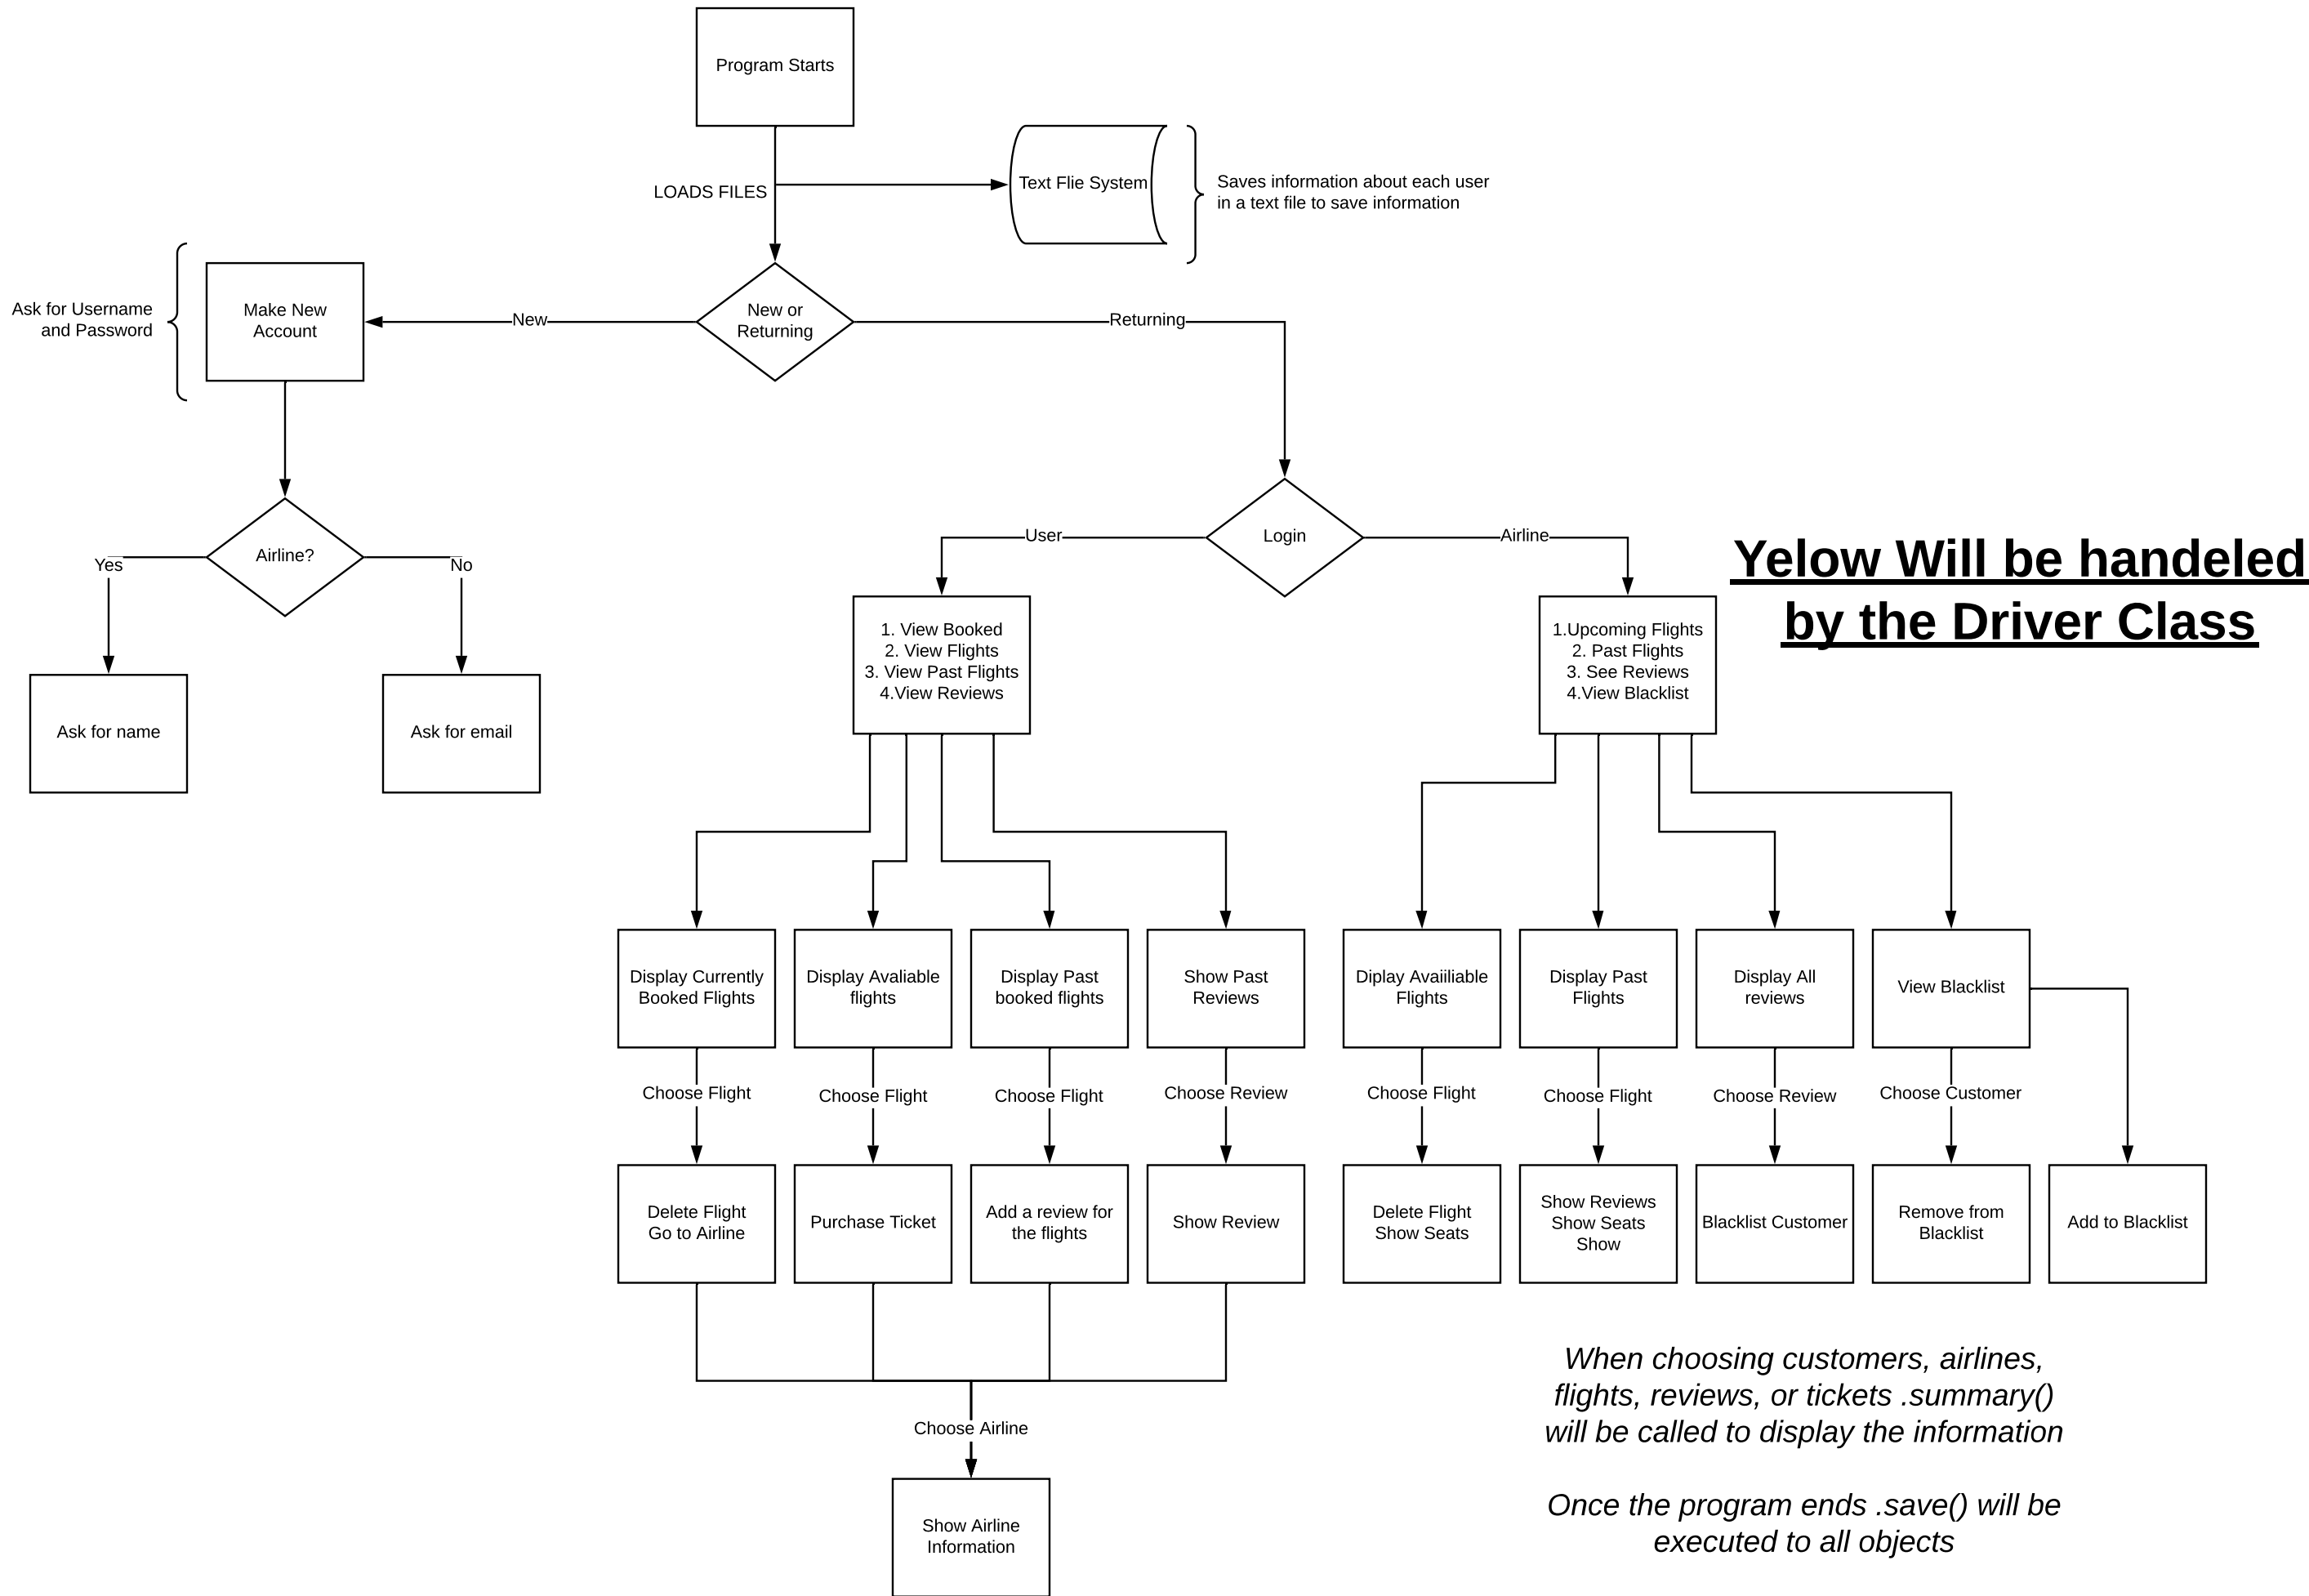 Program Starts
LOADS FILES
Text Flie System
Saves information about each user
in a text file to save information
Ask for Username
and Password
Make New
Account
New
New or
Returning
Returning
Airline?
Yes
No
Ask for name
Ask for email
Login
User
Airline
Yelow Will be handeled
by the Driver Class
1. View Booked
2. View Flights
3. View Past Flights
4.View Reviews
1.Upcoming Flights
2. Past Flights
3. See Reviews
4.View Blacklist
Display Currently
Booked Flights
Display Avaliable
flights
Display Past
booked flights
Show Past
Reviews
Diplay Avaiiliable
Flights
Display Past
Flights
Display All
reviews
View Blacklist
Choose Flight
Choose Flight
Choose Flight
Choose Review
Choose Flight
Choose Flight
Choose Review
Choose Customer
Delete Flight
Go to Airline
Purchase Ticket
Add a review for
the flights
Show Review
Delete Flight
Show Seats
Show Reviews
Show Seats
Show
Blacklist Customer
Remove from
Blacklist
Add to Blacklist
Choose Airline
Show Airline
Information
When choosing customers, airlines,
flights, reviews, or tickets .summary()
will be called to display the information
Once the program ends .save() will be
executed to all objects